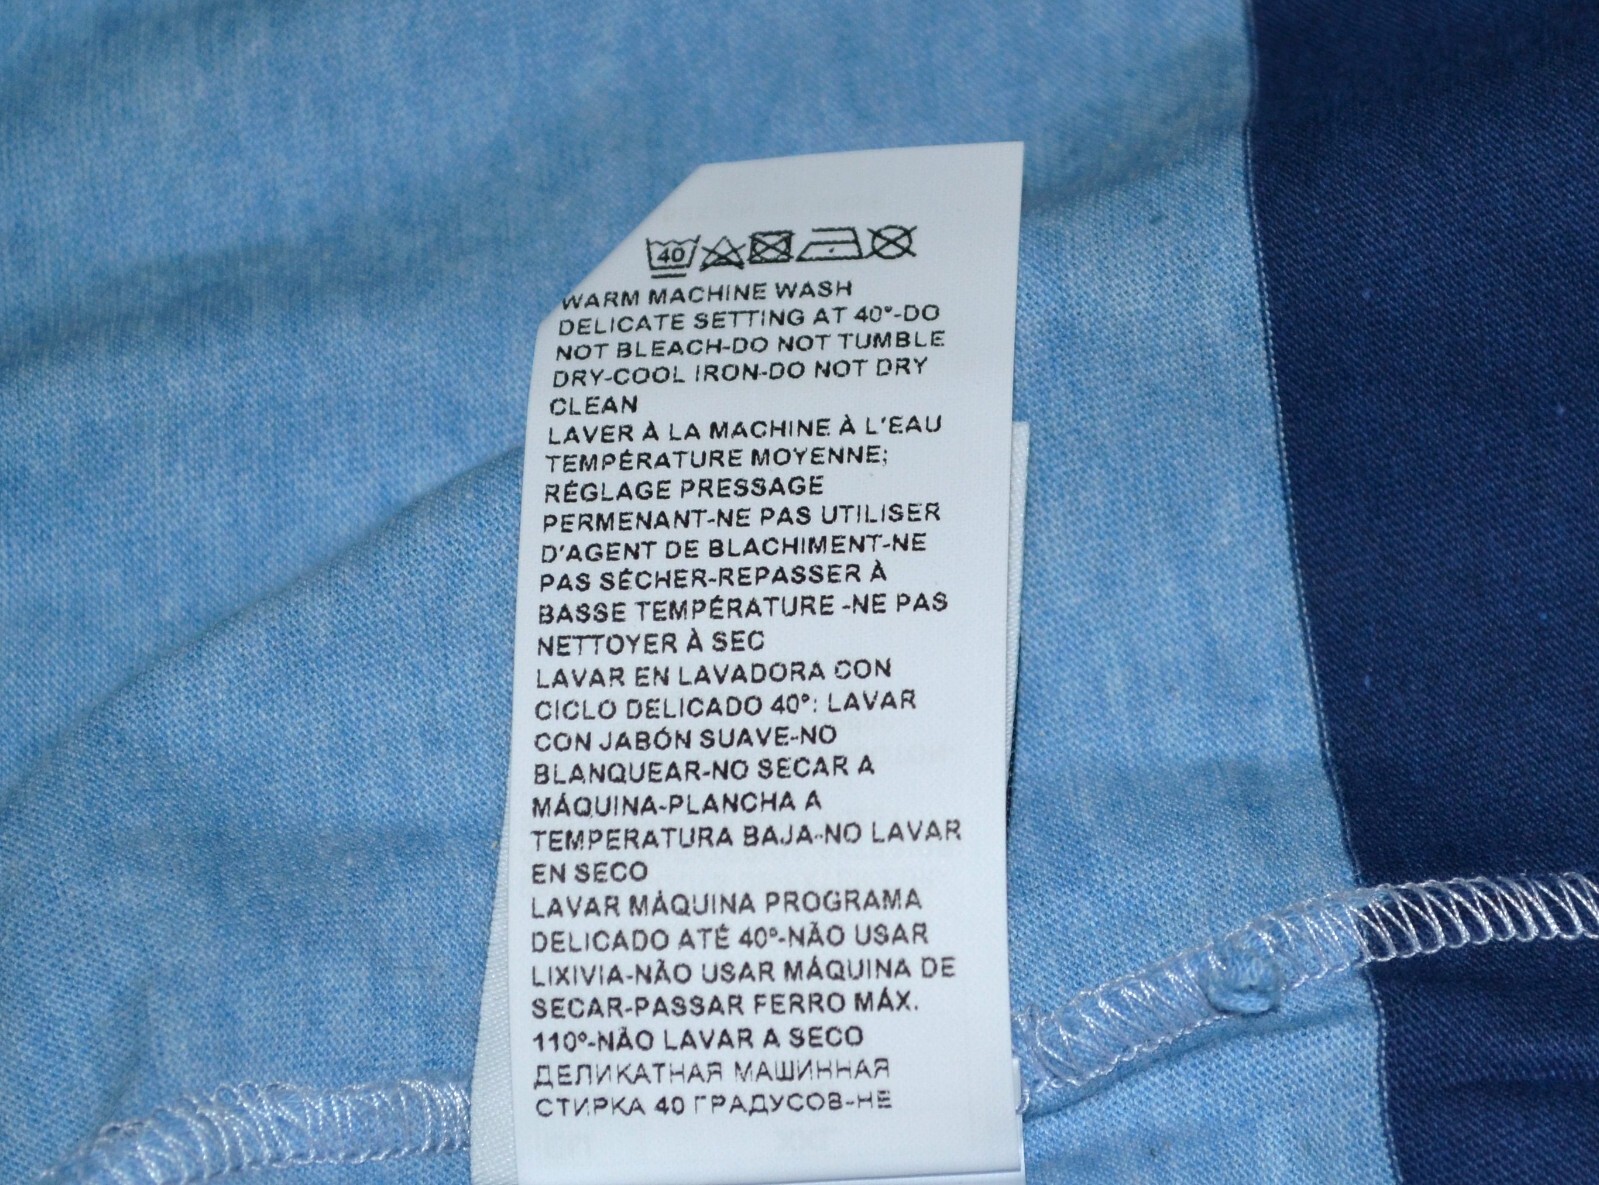 40
WARM MACHINE WASH
DELICATE SETTING AT 40°-DO
NOT BLEACH-DO NOT TUMBLE
DRY-COOL IRON-DO NOT DRY
CLEAN
LAVER À LA MACHINE À L'EAU
TEMPÉRATURE MOYENNE;
RÉGLAGE PRESSAGE
PERMENANT-NE PAS UTILISER
D'AGENT DE BLACHIMENT-NE
PAS SÉCHER-REPASSER À
BASSE TEMPÉRATURE -NE PAS
NETTOYER À SEC
LAVAR EN LAVADORA CON
CICLO DELICADO 40º: LAVAR
CON JABÓN SUAVE-NO
BLANQUEAR-NO SECAR A
MÁQUINA-PLANCHA A
TEMPERATURA BAJA-NO LAVAR
EN SECO
LAVAR MÁQUINA PROGRAMA
DELICADO ATÉ 40º-NÃO USAR
LIXIVIA-NÃO USAR MÁQUINA DE
SECAR-PASSAR FERRO MÁX.
110º-NÃO LAVAR A SECO
ДЕЛИКАТНАЯ МАШИННАЯ
СТИРКА 40 ГРАДУСОВ-НЕ